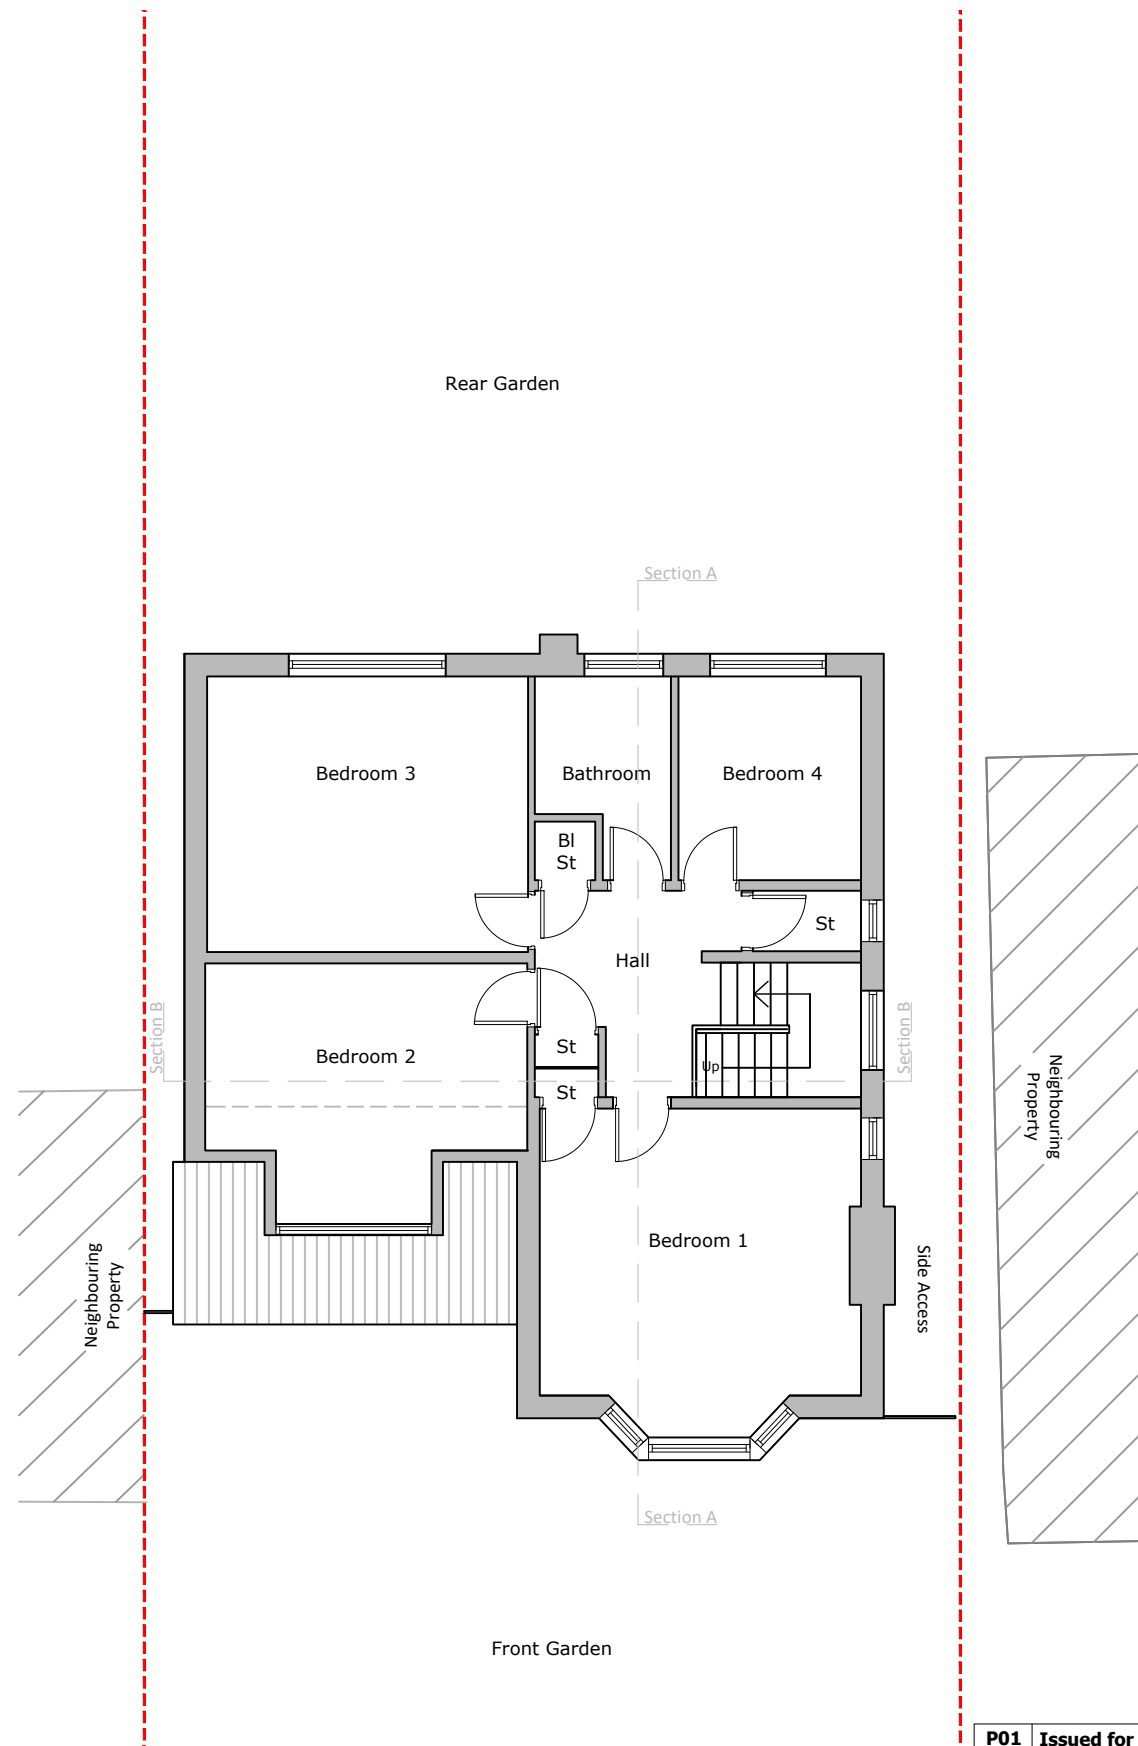 Rear Garden
Section A
Bedroom 3
Bathroom
Bedroom 4
Bl
St
St
Hall
Section B
Section B
Bedroom 2
St
St
Up
Neighbouring
Property
Bedroom 1
Neighbouring
Property
Side Access
Section A
Front Garden
P01 Issued for